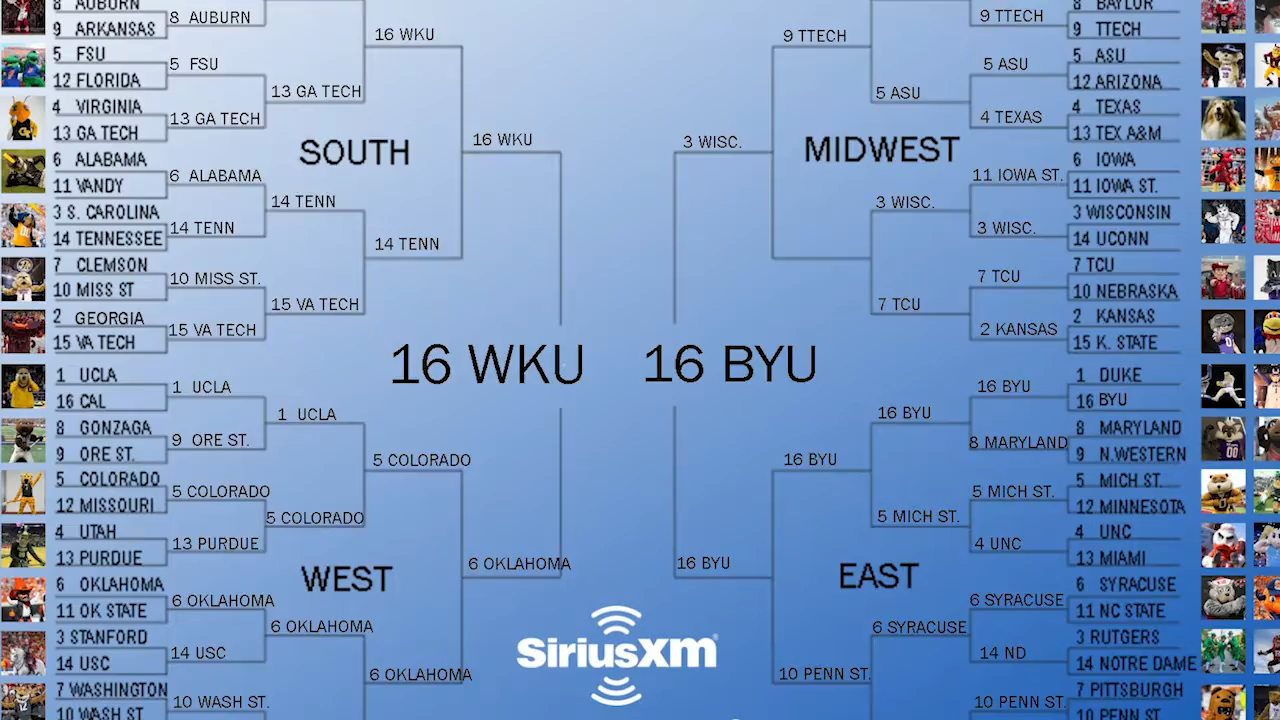 8 AUBURN
9 ARKANSAS
5 FSU
12 FLORIDA
4 VIRGINIA
13 GA TECH
6 ALABAMA
11 VANDY
3 S. CAROLINA
14 TENNESSEE
7 CLEMSON
10 MISS ST
2 GEORGIA
15 VA TECH
8 AUBURN
5 FSU
13 GA TECH
6 ALABAMA
14 TENN
10 MISS ST.
15 VA TECH
13 GA TECH
14 TENN
15 VA TECH
16 WKU
14 TENN
16 WKU
SOUTH
1 UCLA
16 CAL
8 GONZAGA
9 ORE ST.
5 COLORADO
12 MISSOURI
4 UTAH
13 PURDUE
6 OKLAHOMA
11 OK STATE
3 STANFORD
14 USC
7 WASHINGTON
10 WASH ST.
1 UCLA
9 ORE ST.
5 COLORADO
13 PURDUE
6 OKLAHOMA
14 USC
10 WASH ST.
1 UCLA
5 COLORADO
6 OKLAHOMA
5 COLORADO
6 OKLAHOMA
6 OKLAHOMA
WEST
16 WKU
16 BYU
SiriusXM
9 TTECH
5 ASU
3 WISC.
7 TCU
9 TTECH
3 WISC.
MIDWEST
9 TTECH
5 ASU
4 TEXAS
11 IOWA ST.
3 WISC.
7 TCU
2 KANSAS
8 BAYLOR
9 TTECH
5 ASU
12 ARIZONA
4 TEXAS
13 TEX A&M
6 IOWA
11 IOWA ST.
3 WISCONSIN
14 UCONN
7 TCU
10 NEBRASKA
2 KANSAS
15 K. STATE
16 BYU
16 BYU
10 PENN ST.
16 BYU
5 MICH ST.
6 SYRACUSE
EAST
16 BYU
8 MARYLAND
5 MICH ST.
4 UNC
6 SYRACUSE
14 ND
10 PENN ST.
1 DUKE
16 BYU
8 MARYLAND
9 N.WESTERN
5 MICH ST.
12 MINNESOTA
4 UNC
13 MIAMI
6 SYRACUSE
11 NC STATE
3 RUTGERS
14 NOTRE DAME
7 PITTSBURGH
10 PENN ST.